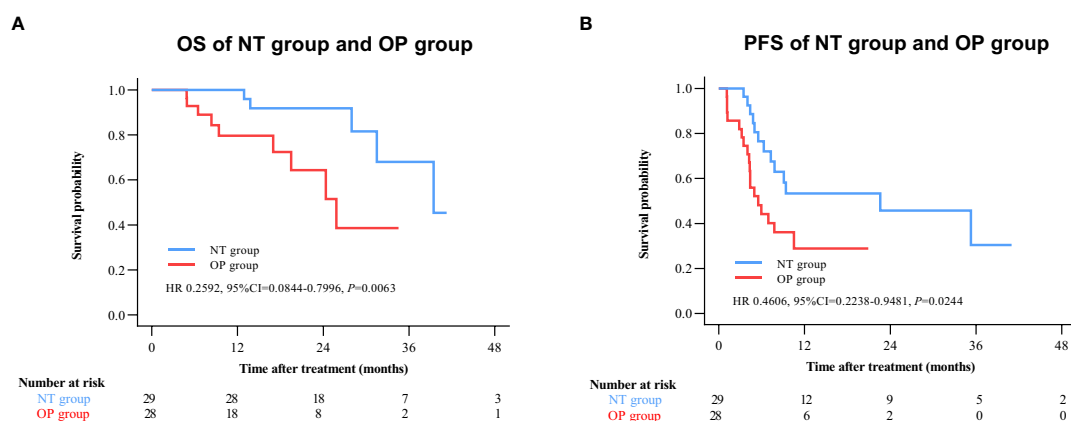 A
OS of NT group and OP group
Survival probability
1.0
0.8
0.6
0.4
0.2
0.0
NT group
OP group
HR 0.2592, 95%CI=0.0844-0.7996, P=0.0063
0 12 24 36 48
Time after treatment (months)
Number at risk
NT group 29 28 18 7 3
OP group 28 18 8 2 1
B
PFS of NT group and OP group
Survival probability
1.0
0.8
0.6
0.4
0.2
0.0
NT group
OP group
HR 0.4606, 95%CI=0.2238-0.9481, P=0.0244
0 12 24 36 48
Time after treatment (months)
Number at risk
NT group 29 12 9 5 2
OP group 28 6 2 0 0